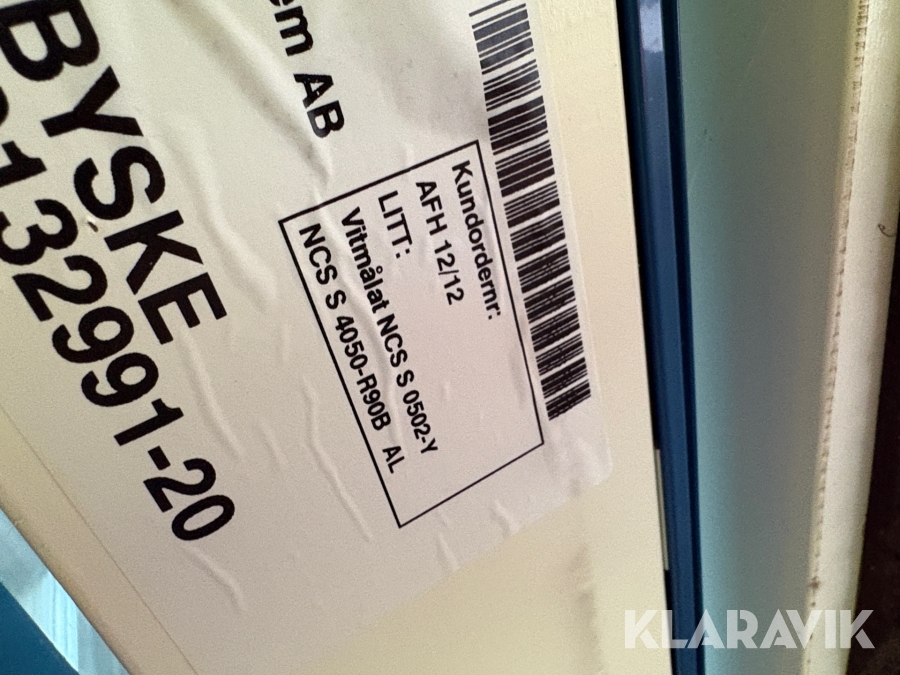 em AB
BYSKE
132991-20
Kundordernr:
AFH 12/12
LITT:
Vitmålat NCS S 0502-Y
NCS S 4050-R90B AL
KLARAVIK